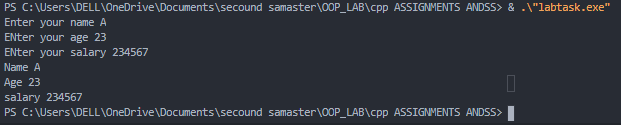 PS C:\Users\DELL\OneDrive\Documents\secound samaster\OOP_LAB\cpp ASSIGNMENTS ANDSS> & .\"labtask.exe"
Enter your name A
ENter your age 23
ENter your salary 234567
Name A
Age 23
salary 234567
PS C:\Users\DELL\OneDrive\Documents\secound samaster\OOP_LAB\cpp ASSIGNMENTS ANDSS>